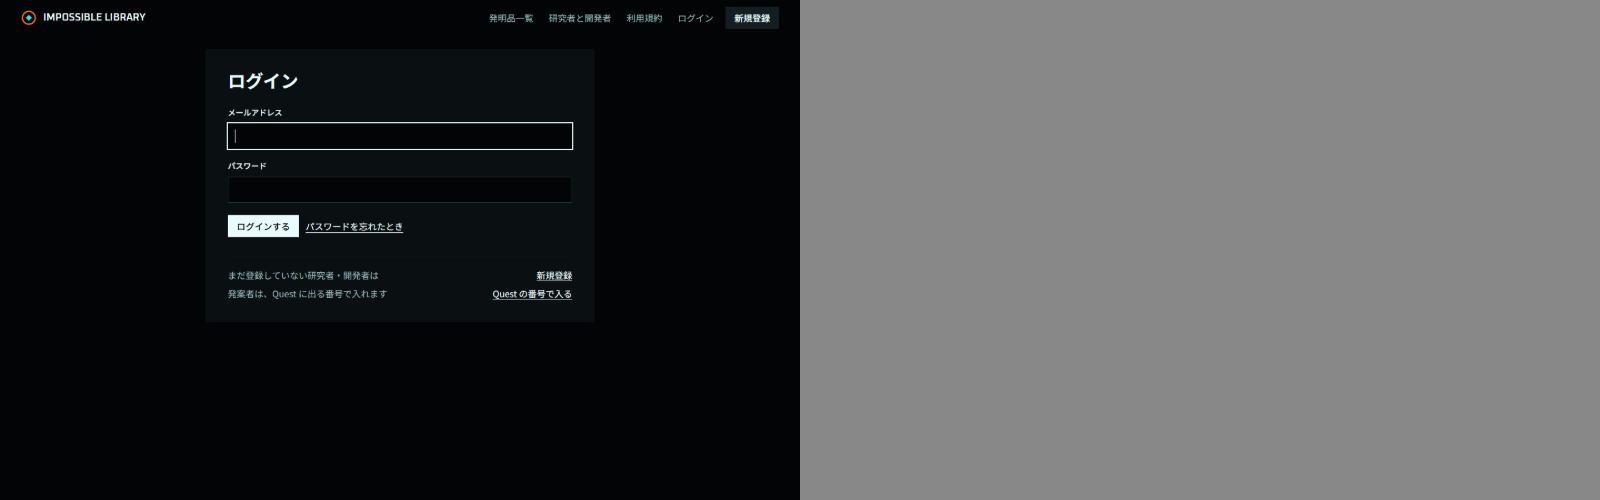 IMPOSSIBLE LIBRARY
発明品一覧 研究者と開発者 利用規約 ログイン 新規登録
ログイン
メールアドレス
パスワード
ログインする パスワードを忘れたとき
まだ登録していない研究者・開発者は 新規登録
発案者は、Quest に出る番号で入れます Quest の番号で入る